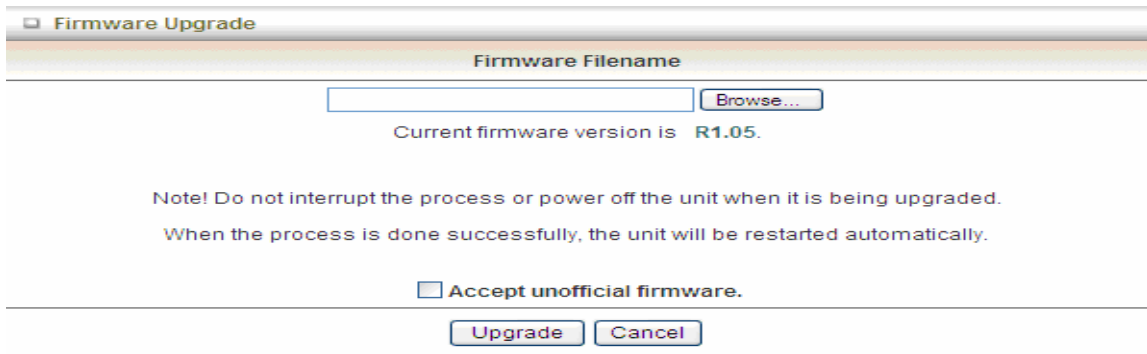 Firmware Upgrade
Firmware Filename
Browse...
Current firmware version is R1.05.
Note! Do not interrupt the process or power off the unit when it is being upgraded.
When the process is done successfully, the unit will be restarted automatically.
Accept unofficial firmware.
Upgrade Cancel